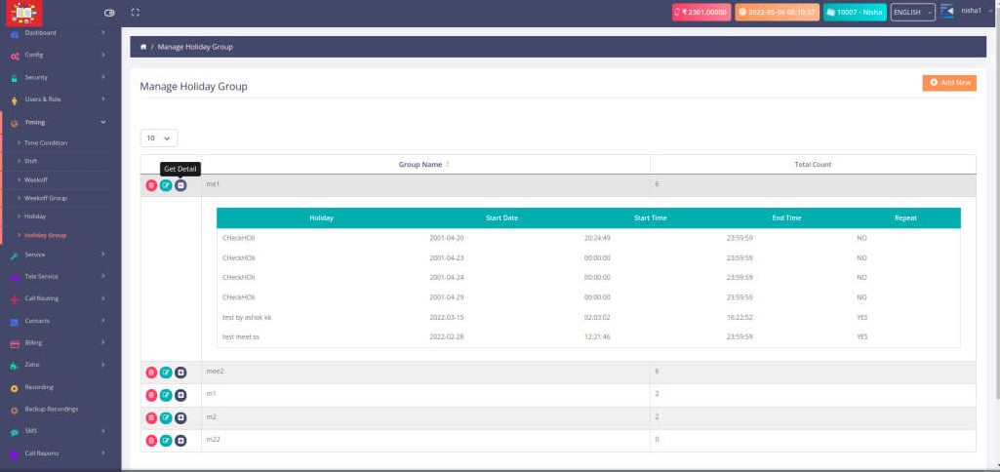 ₹ 2301.00000
2022-05-06 08:10:37
10007 - Nisha
ENGLISH
nisha1
Dashboard
Config
Security
Users & Role
Timing
Time Condition
Shift
Weekoff
Weekoff Group
Holiday
Holiday Group
Service
Tele Service
Call Routing
Contacts
Billing
Zoho
Recording
Backup Recordings
SMS
Call Reports
/ Manage Holiday Group
Manage Holiday Group
Add New
10
Get Detail
Group Name Total Count
me1 6
Holiday Start Date Start Time End Time Repeat
CHeckHOli 2001-04-20 20:24:49 23:59:59 NO
CHeckHOli 2001-04-23 00:00:00 23:59:59 NO
CHeckHOli 2001-04-24 00:00:00 23:59:59 NO
CHeckHOli 2001-04-29 00:00:00 23:59:59 NO
test by ashok kk 2022-03-15 02:03:02 16:22:52 YES
test meet ss 2022-02-28 12:21:46 23:59:59 YES
mee2 6
m1 2
m2 2
m22 0